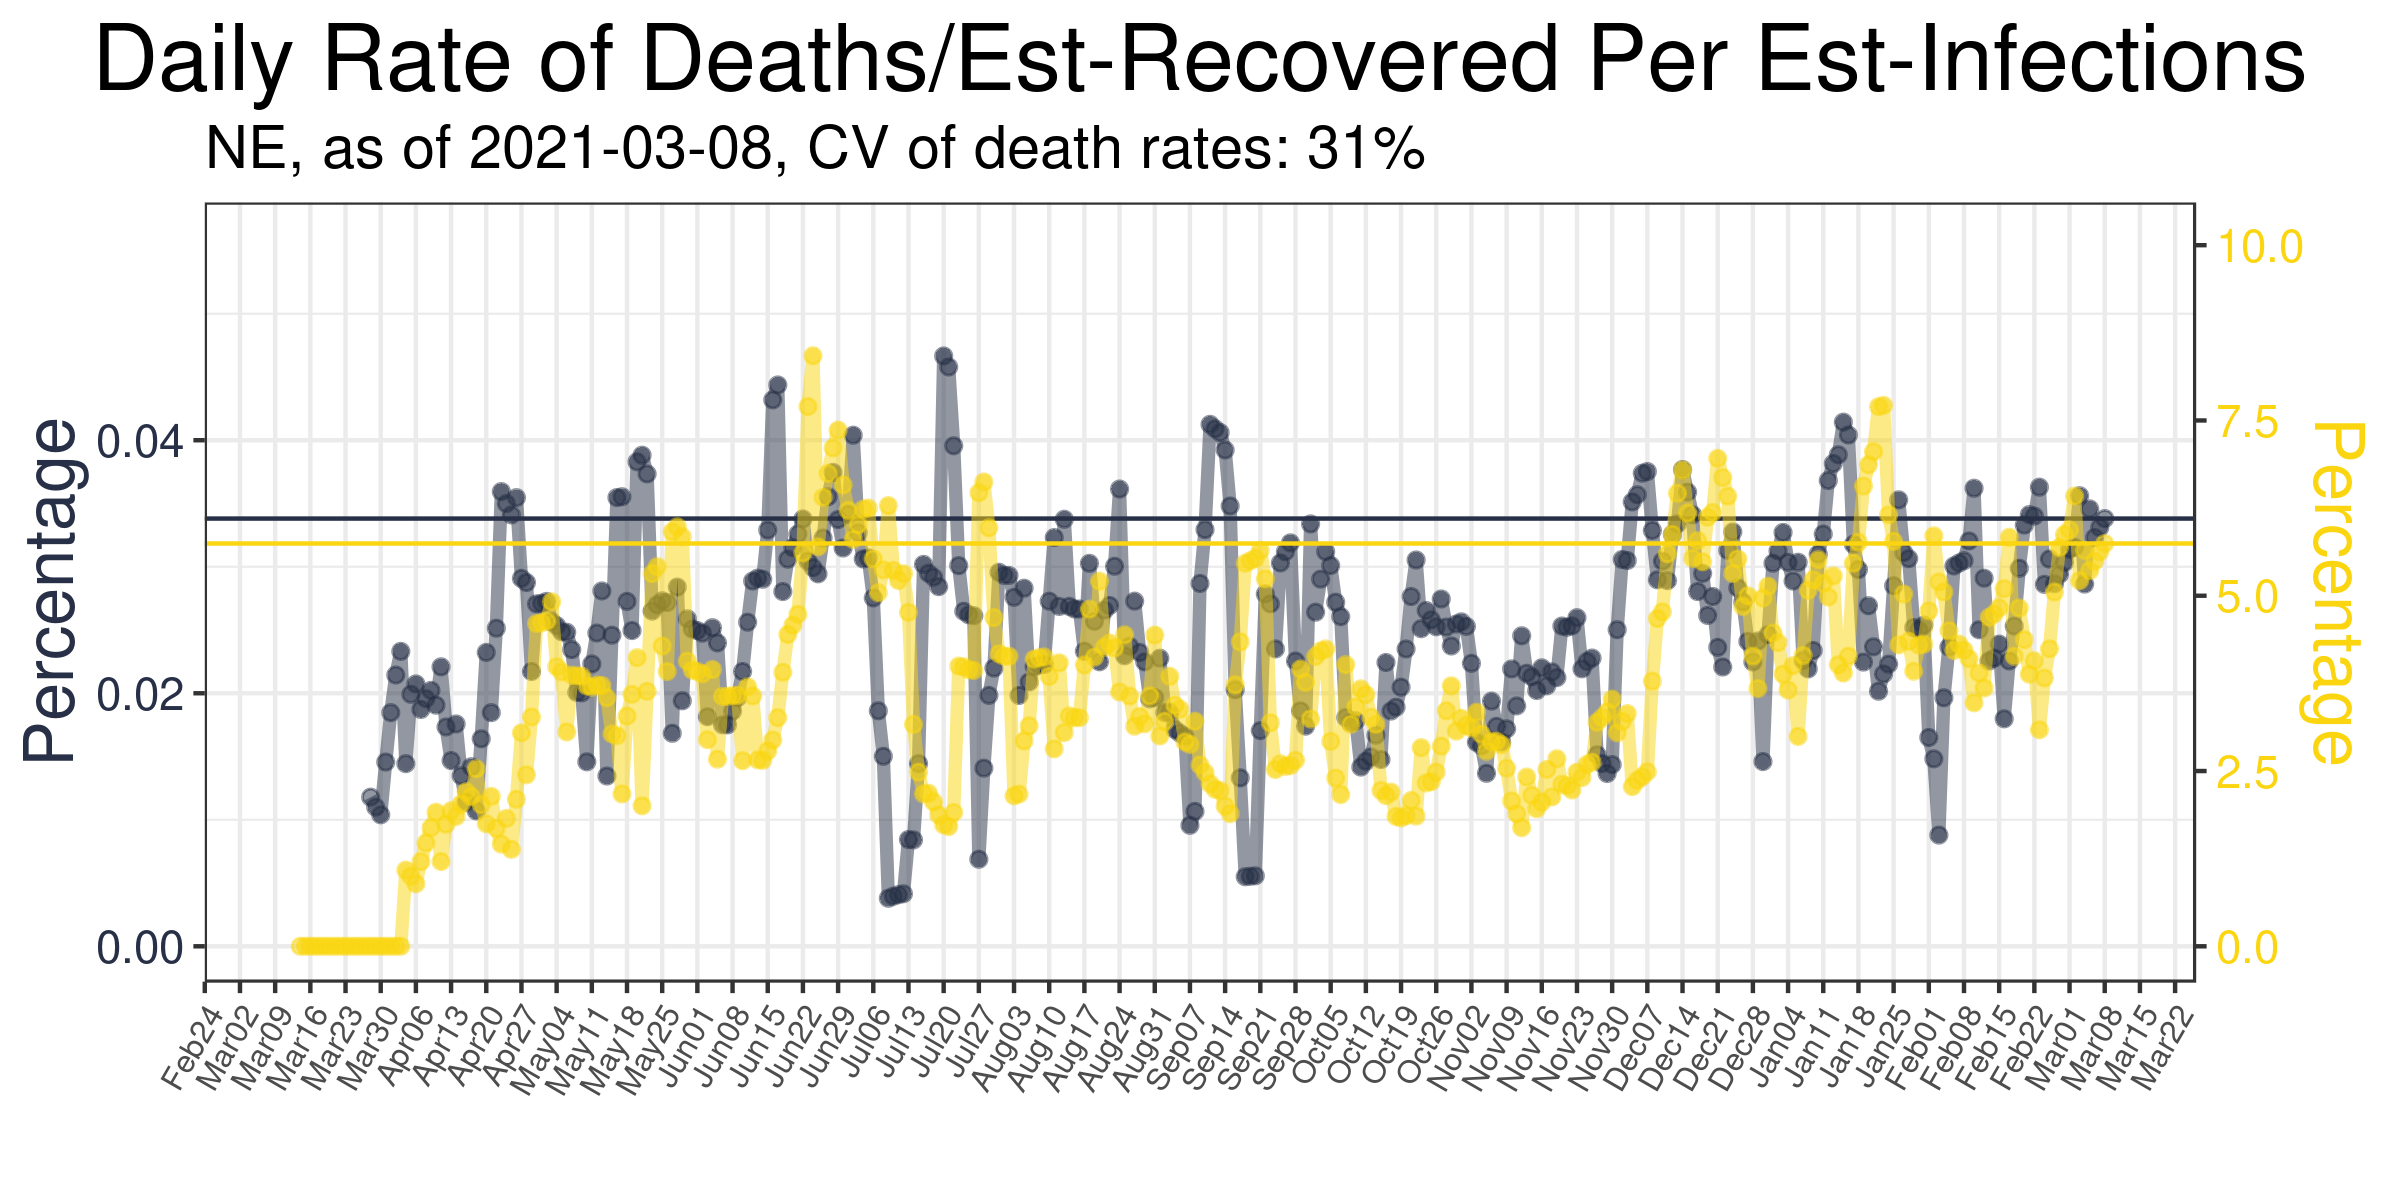 Daily Rate of Deaths/Est-Recovered Per Est-Infections
NE, as of 2021-03-08, CV of death rates: 31%
Percentage
0.04
0.02
0.00
10.0
7.5
5.0
2.5
0.0
Percentage
Feb24 Mar02 Mar09 Mar16 Mar23 Mar30 Apr06 Apr13 Apr20 Apr27 May04 May11 May18 May25 Jun01 Jun08 Jun15 Jun22 Jun29 Jul06 Jul13 Jul20 Jul27 Aug03 Aug10 Aug17 Aug24 Aug31 Sep07 Sep14 Sep21 Sep28 Oct05 Oct12 Oct19 Oct26 Nov02 Nov09 Nov16 Nov23 Nov30 Dec07 Dec14 Dec21 Dec28 Jan04 Jan11 Jan18 Jan25 Feb01 Feb08 Feb15 Feb22 Mar01 Mar08 Mar15 Mar22